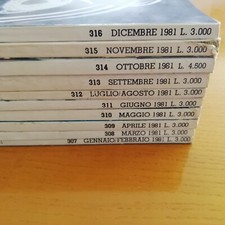 316 DICEMBRE 1981 L. 3.000
315 NOVEMBRE 1981 L. 3.000
314 OTTOBRE 1981 L. 4.500
313 SETTEMBRE 1981 L. 3.000
312 LUGLIO/AGOSTO 1981 L. 3.000
311 GIUGNO 1981 L. 3.000
310 MAGGIO 1981 L. 3.000
309 APRILE 1981 L. 3.000
308 MARZO 1981 L. 3.000
307 GENNAIO/FEBBRAIO 1981 L. 3.000